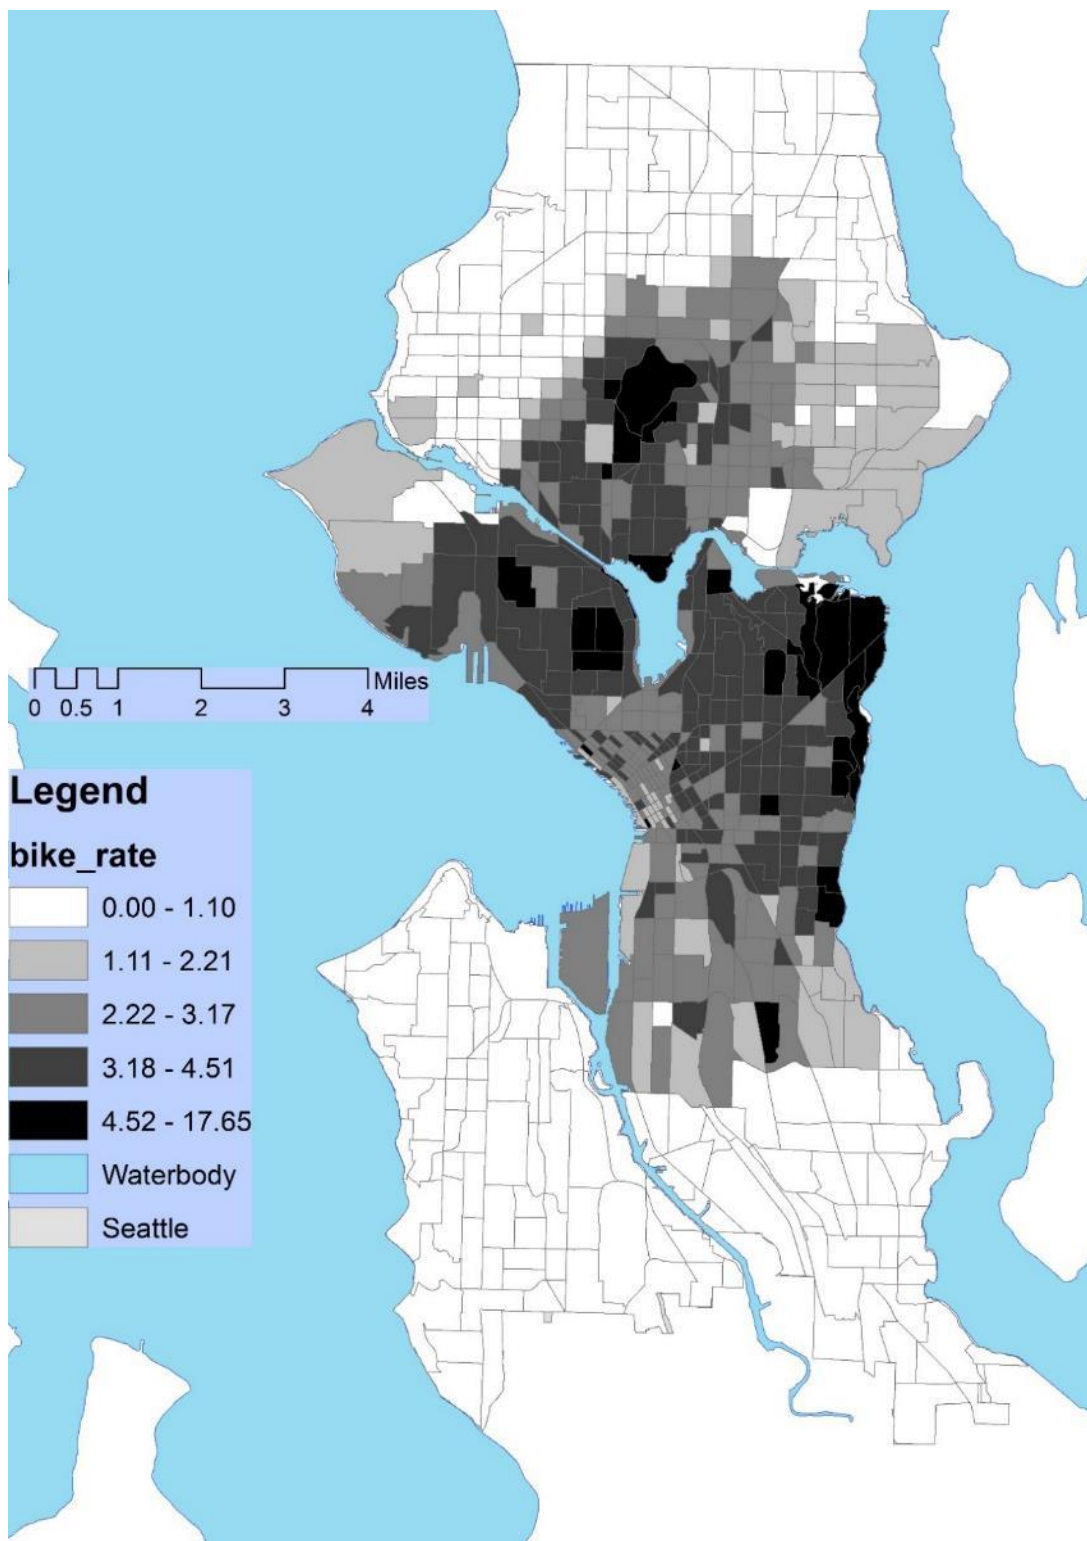 Miles
0 0.5 1 2 3 4
Legend
bike_rate
0.00 - 1.10
1.11 - 2.21
2.22 - 3.17
3.18 - 4.51
4.52 - 17.65
Waterbody
Seattle